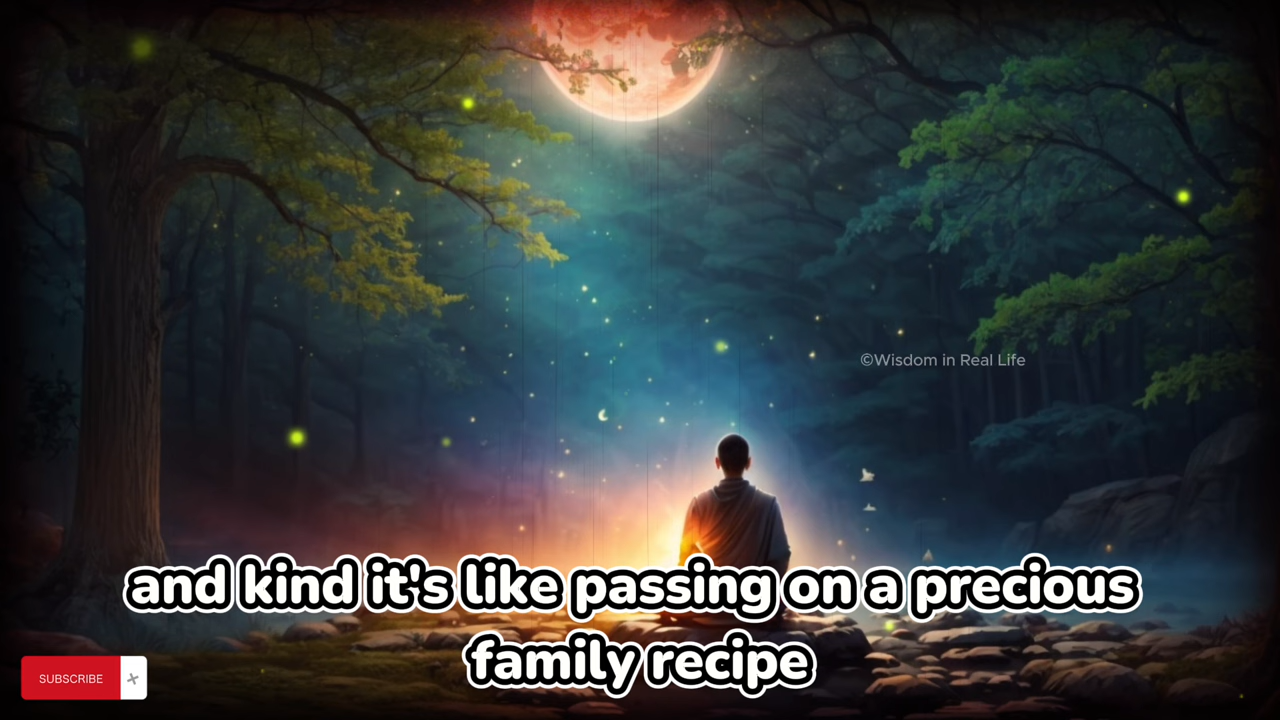 ©Wisdom in Real Life
and kind it's like passing on a precious
family recipe
SUBSCRIBE